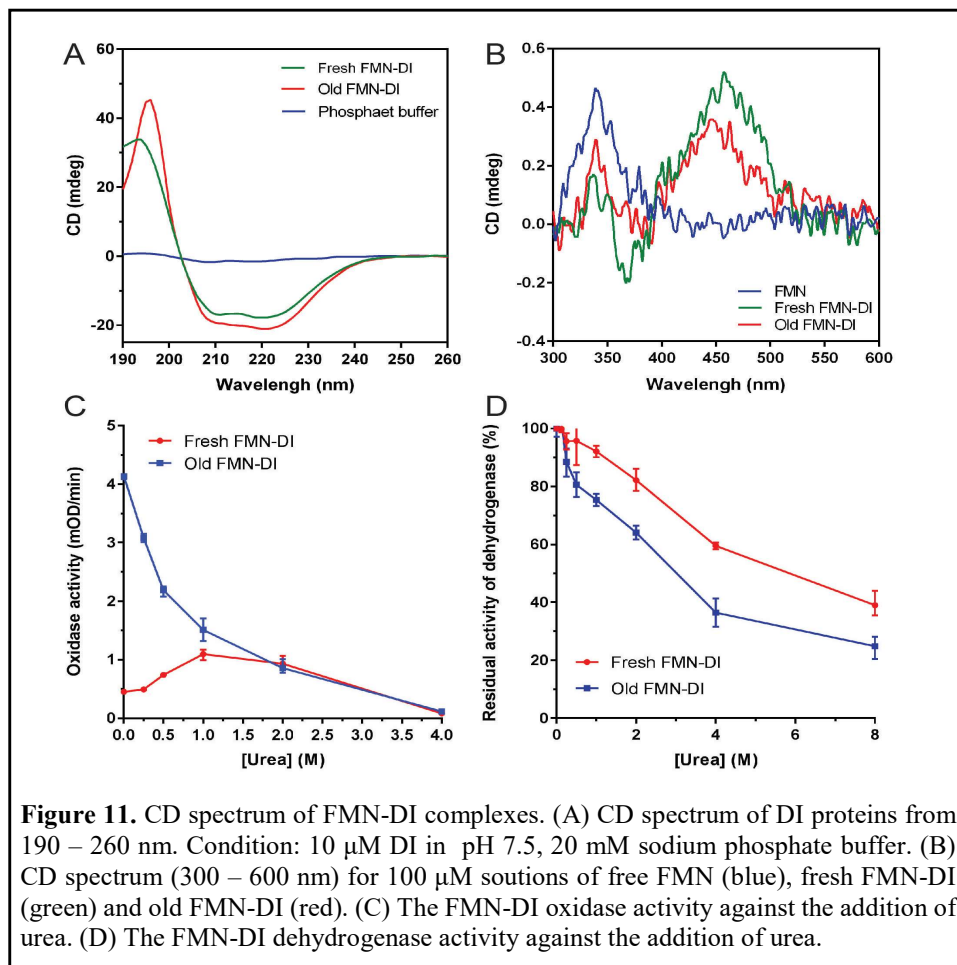 A
60
40
20
0
-20
CD (mdeg)
Fresh FMN-DI
Old FMN-DI
Phosphaet buffer
190 200 210 220 230 240 250 260
Wavelengh (nm)
B
0.6
0.4
0.2
0.0
-0.2
-0.4
CD (mdeg)
FMN
Fresh FMN-DI
Old FMN-DI
300 350 400 450 500 550 600
Wavelengh (nm)
C
5
4
3
2
1
0
Oxidase activity (mOD/min)
Fresh FMN-DI
Old FMN-DI
0.0 0.5 1.0 1.5 2.0 2.5 3.0 3.5 4.0
[Urea] (M)
D
100
80
60
40
20
0
Residual activity of dehydrogenase (%)
Fresh FMN-DI
Old FMN-DI
0 2 4 6 8
[Urea] (M)
Figure 11. CD spectrum of FMN-DI complexes. (A) CD spectrum of DI proteins from
190 – 260 nm. Condition: 10 μM DI in pH 7.5, 20 mM sodium phosphate buffer. (B)
CD spectrum (300 – 600 nm) for 100 μM soutions of free FMN (blue), fresh FMN-DI
(green) and old FMN-DI (red). (C) The FMN-DI oxidase activity against the addition of
urea. (D) The FMN-DI dehydrogenase activity against the addition of urea.